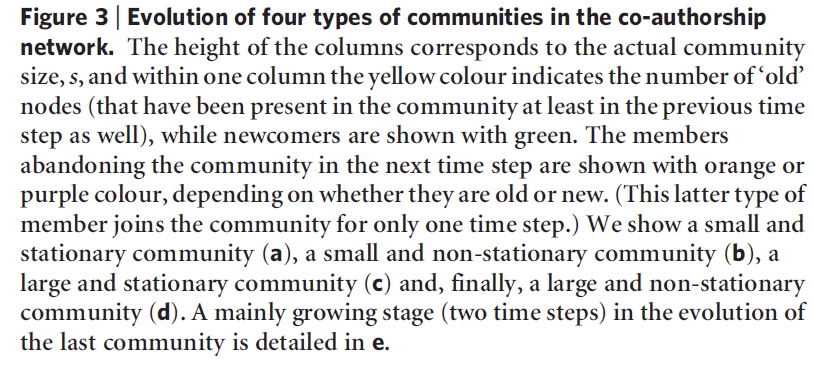 Figure 3 | Evolution of four types of communities in the co-authorship
network. The height of the columns corresponds to the actual community
size, s, and within one column the yellow colour indicates the number of ‘old’
nodes (that have been present in the community at least in the previous time
step as well), while newcomers are shown with green. The members
abandoning the community in the next time step are shown with orange or
purple colour, depending on whether they are old or new. (This latter type of
member joins the community for only one time step.) We show a small and
stationary community (a), a small and non-stationary community (b), a
large and stationary community (c) and, finally, a large and non-stationary
community (d). A mainly growing stage (two time steps) in the evolution of
the last community is detailed in e.